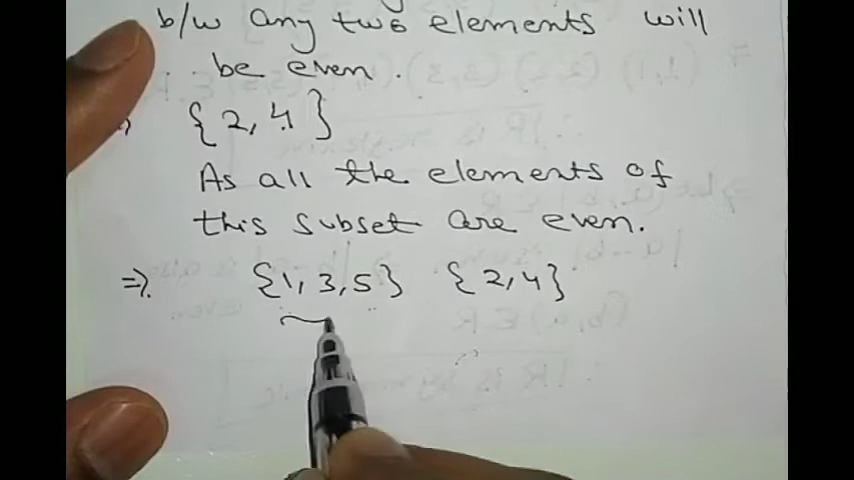 b/w any two elements will
be even.
{2, 4}
As all the elements of
this subset are even.
⇒ {1, 3, 5} {2, 4}